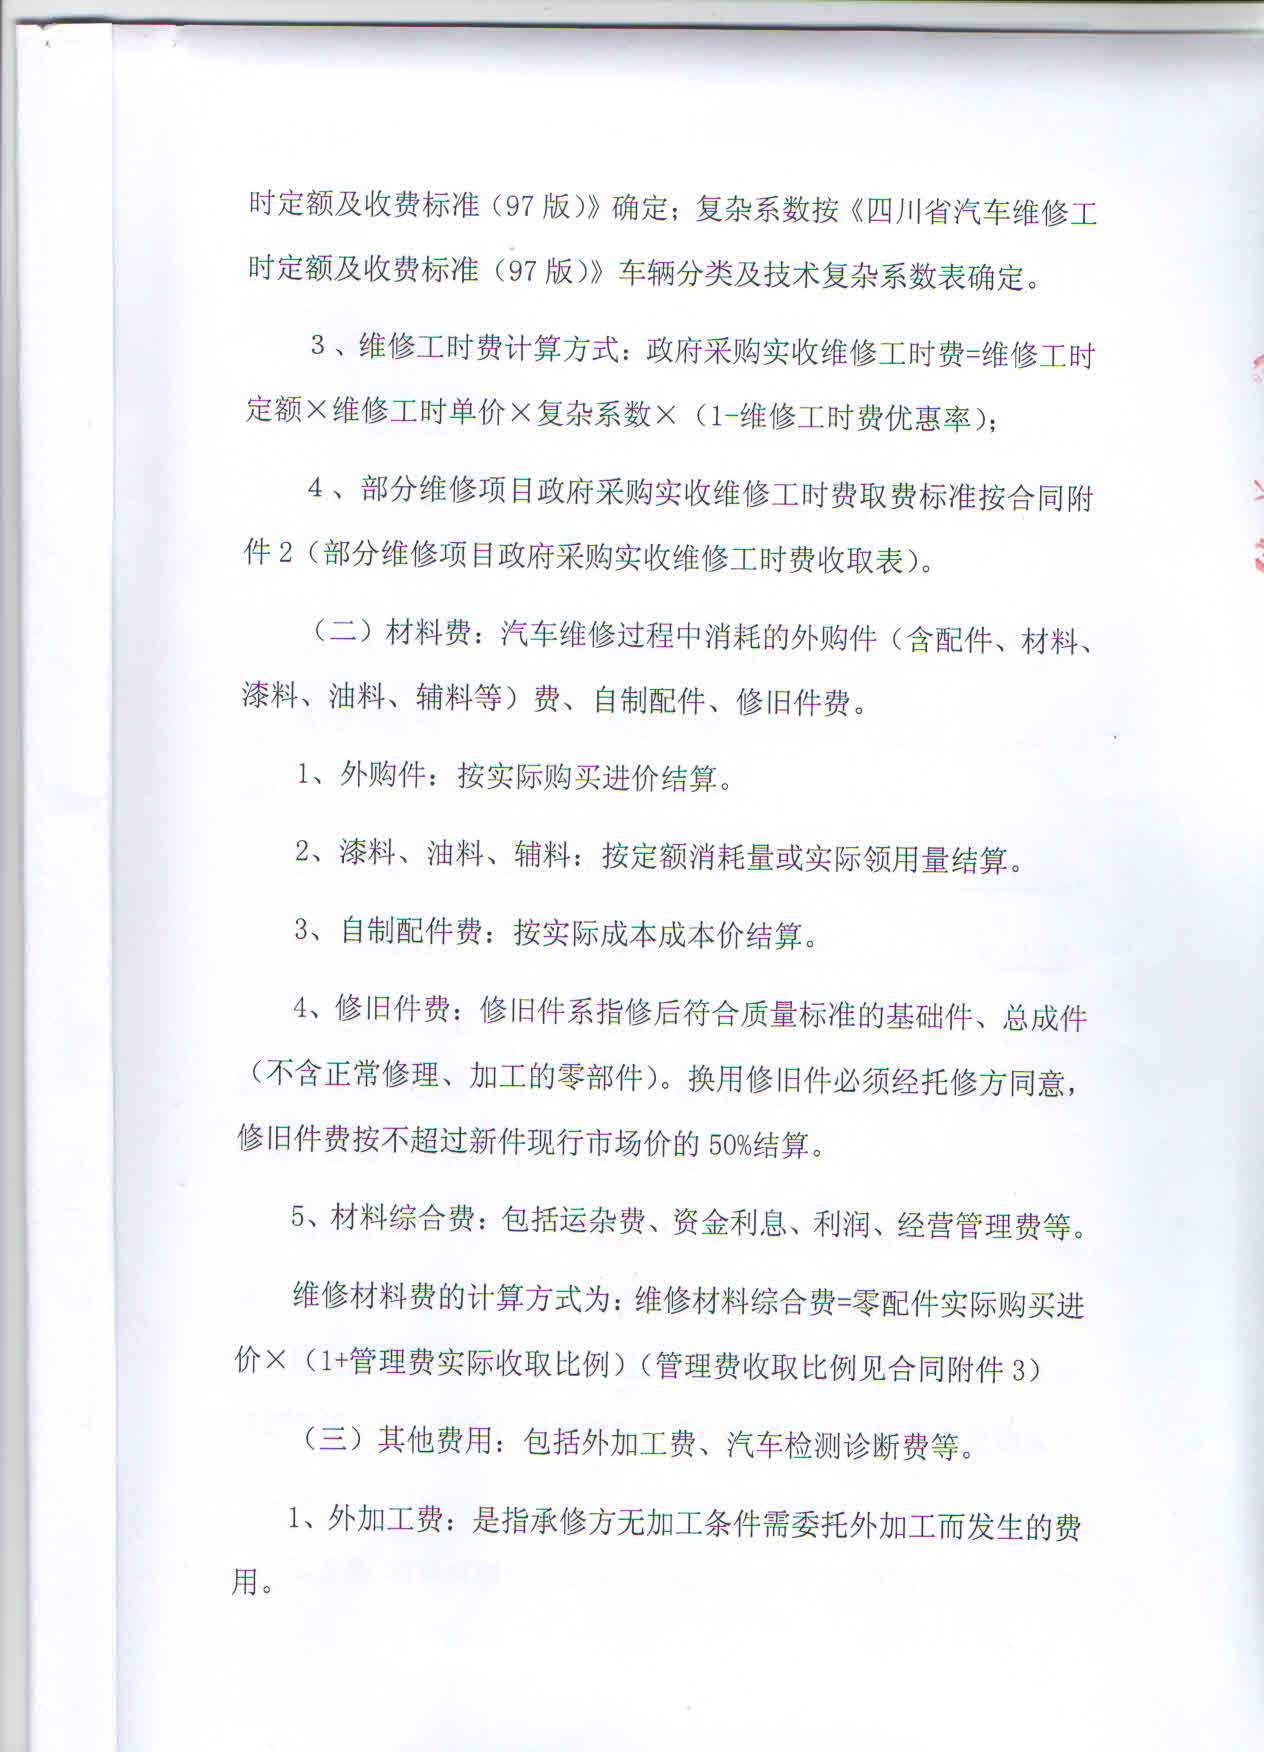 时定额及收费标准（97 版）》确定；复杂系数按《四川省汽车维修工
时定额及收费标准（97 版）》车辆分类及技术复杂系数表确定。
3、维修工时费计算方式：政府采购实收维修工时费=维修工时
定额×维修工时单价×复杂系数×（1-维修工时费优惠率）；
4、部分维修项目政府采购实收维修工时费取费标准按合同附
件 2（部分维修项目政府采购实收维修工时费收取表）。
（二）材料费：汽车维修过程中消耗的外购件（含配件、材料、
漆料、油料、辅料等）费、自制配件、修旧件费。
1、外购件：按实际购买进价结算。
2、漆料、油料、辅料：按定额消耗量或实际领用量结算。
3、自制配件费：按实际成本成本价结算。
4、修旧件费：修旧件系指修后符合质量标准的基础件、总成件
（不含正常修理、加工的零部件）。换用修旧件必须经托修方同意，
修旧件费按不超过新件现行市场价的 50%结算。
5、材料综合费：包括运杂费、资金利息、利润、经营管理费等。
维修材料费的计算方式为：维修材料综合费=零配件实际购买进
价×（1+管理费实际收取比例）（管理费收取比例见合同附件 3）
（三）其他费用：包括外加工费、汽车检测诊断费等。
1、外加工费：是指承修方无加工条件需委托外加工而发生的费
用。